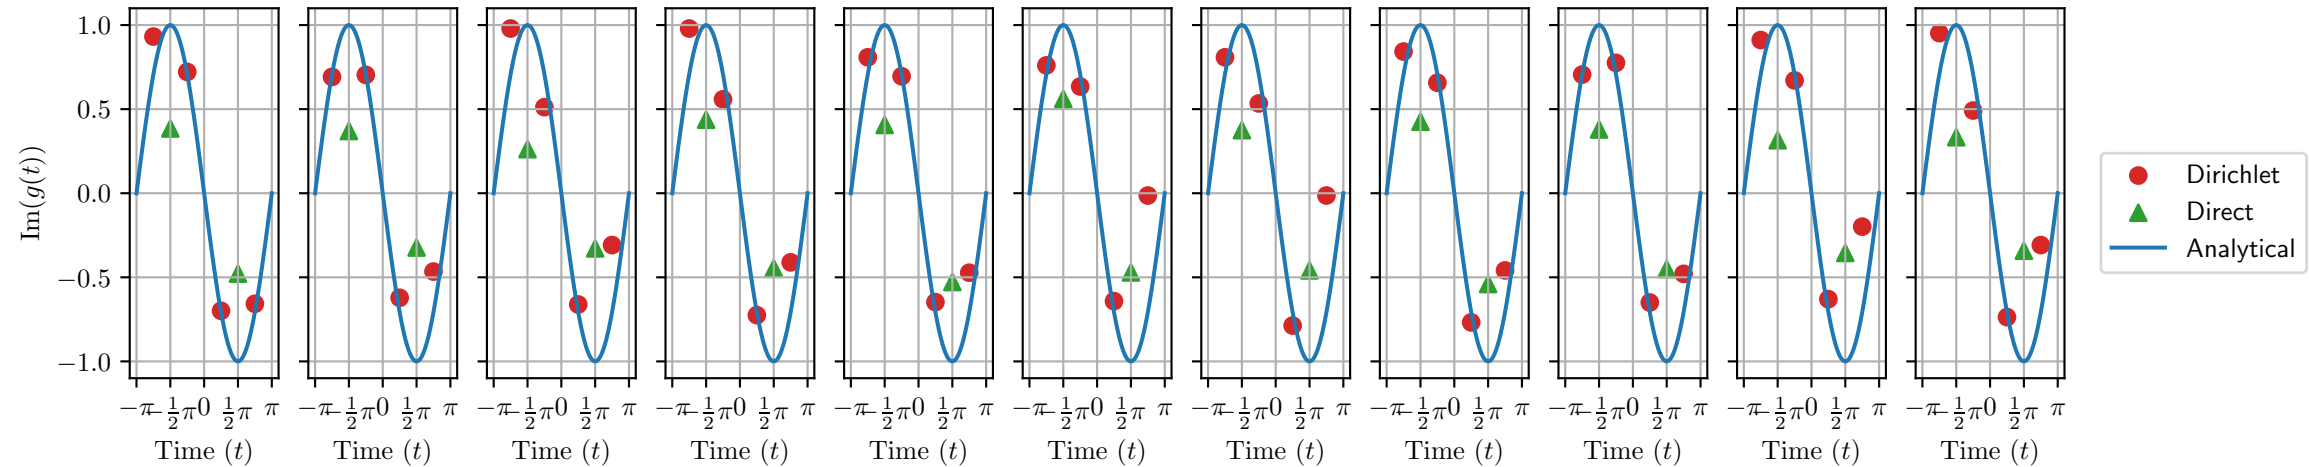 1.0
0.5
0.0
−0.5
−1.0
Im(g(t))
−π −½π 0 ½π π −π −½π 0 ½π π −π −½π 0 ½π π −π −½π 0 ½π π −π −½π 0 ½π π −π −½π 0 ½π π −π −½π 0 ½π π −π −½π 0 ½π π −π −½π 0 ½π π −π −½π 0 ½π π −π −½π 0 ½π π
Time (t) Time (t) Time (t) Time (t) Time (t) Time (t) Time (t) Time (t) Time (t) Time (t) Time (t)
Dirichlet
Direct
Analytical